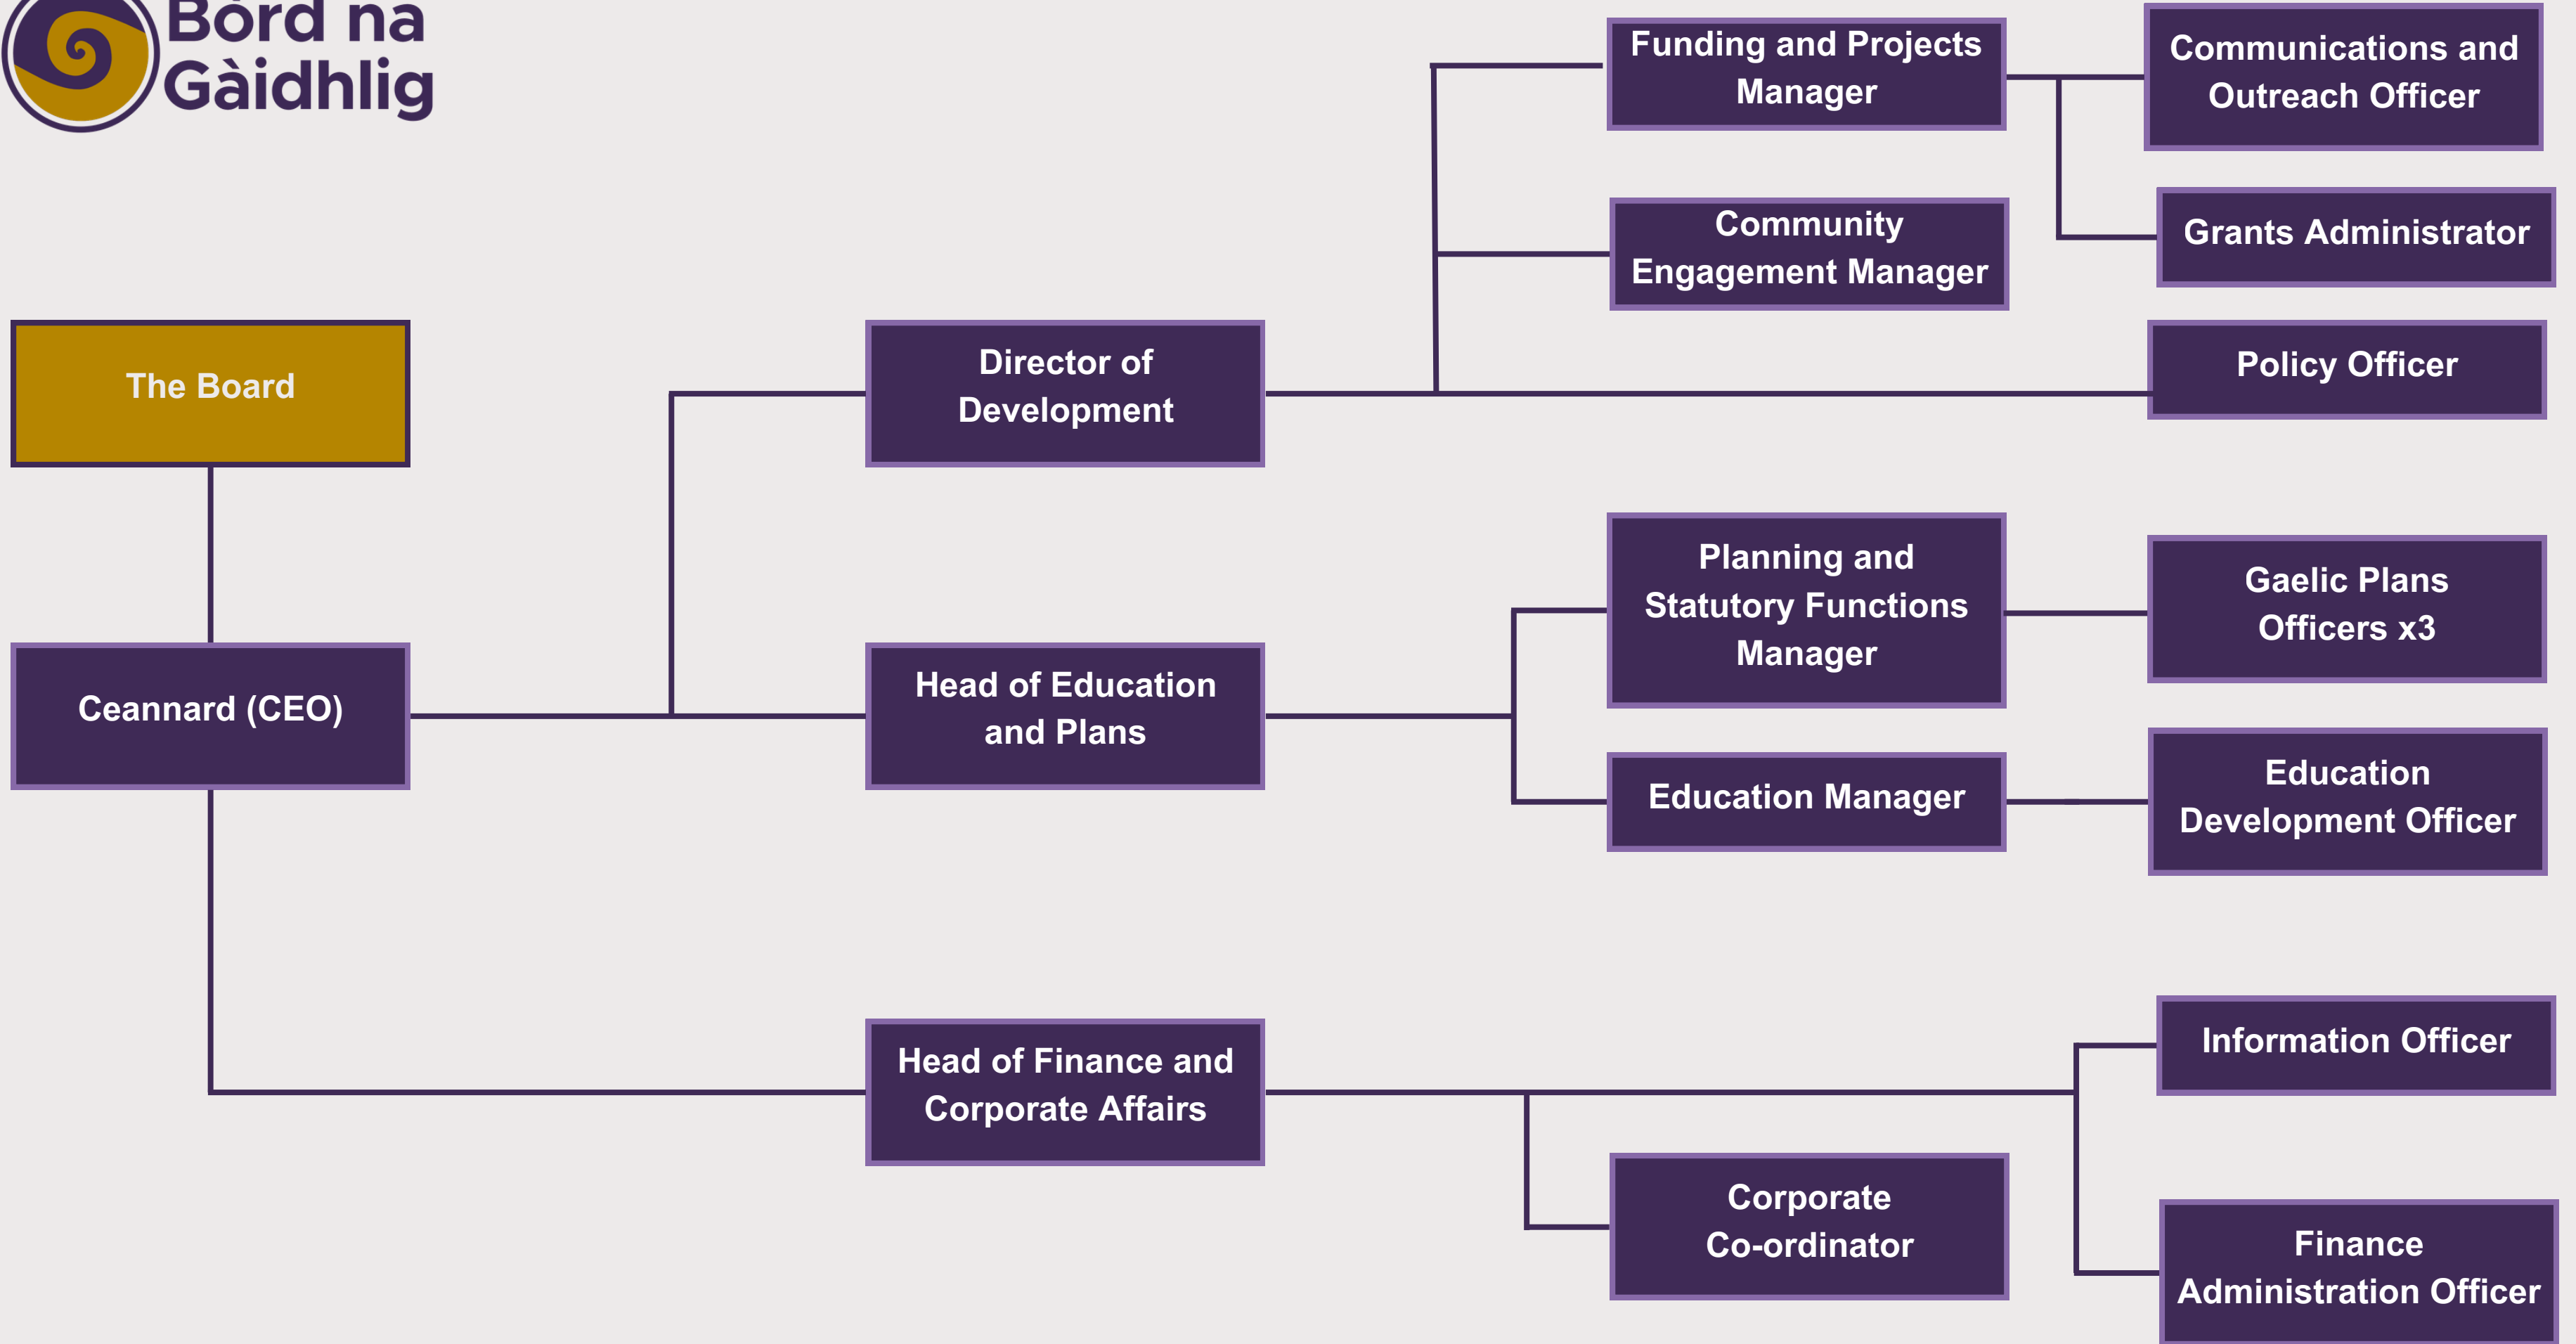 Bòrd na
Gàidhlig
Funding and Projects
Manager
Communications and
Outreach Officer
Grants Administrator
Community
Engagement Manager
The Board
Director of
Development
Policy Officer
Planning and
Statutory Functions
Manager
Gaelic Plans
Officers x3
Ceannard (CEO)
Head of Education
and Plans
Education Manager
Education
Development Officer
Head of Finance and
Corporate Affairs
Information Officer
Corporate
Co-ordinator
Finance
Administration Officer